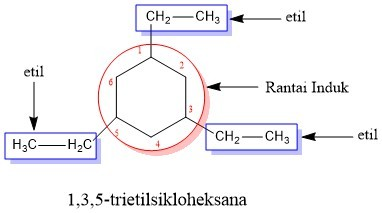 CH2—CH3
etil
1
2
etil
6
Rantai Induk
3
5
4
H3C—H2C
CH2—CH3
etil
1,3,5-trietilsikloheksana